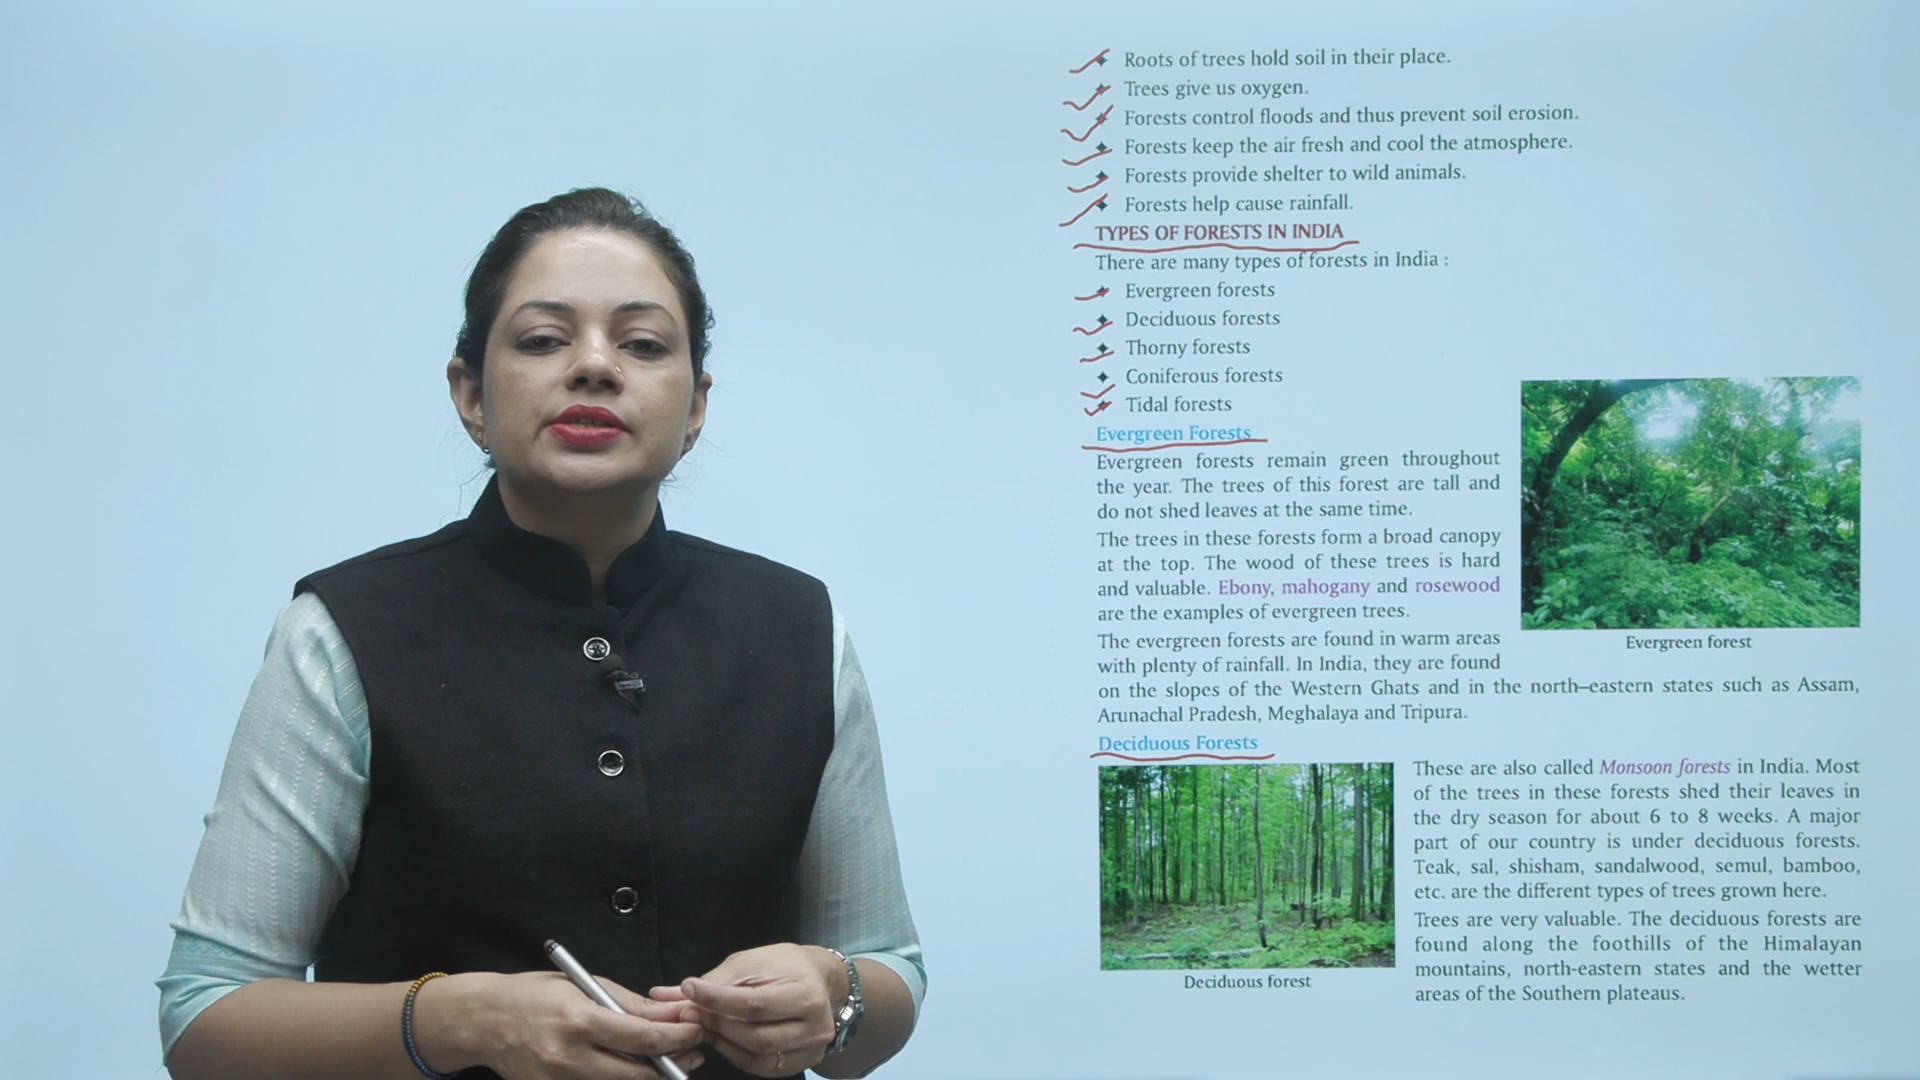 Roots of trees hold soil in their place.
Trees give us oxygen.
Forests control floods and thus prevent soil erosion.
Forests keep the air fresh and cool the atmosphere.
Forests provide shelter to wild animals.
Forests help cause rainfall.
TYPES OF FORESTS IN INDIA
There are many types of forests in India :
Evergreen forests
Deciduous forests
Thorny forests
Coniferous forests
Tidal forests
Evergreen Forests
Evergreen forests remain green throughout
the year. The trees of this forest are tall and
do not shed leaves at the same time.
The trees in these forests form a broad canopy
at the top. The wood of these trees is hard
and valuable. Ebony, mahogany and rosewood
are the examples of evergreen trees.
The evergreen forests are found in warm areas
with plenty of rainfall. In India, they are found
on the slopes of the Western Ghats and in the north–eastern states such as Assam,
Arunachal Pradesh, Meghalaya and Tripura.
Evergreen forest
Deciduous Forests
These are also called Monsoon forests in India. Most
of the trees in these forests shed their leaves in
the dry season for about 6 to 8 weeks. A major
part of our country is under deciduous forests.
Teak, sal, shisham, sandalwood, semul, bamboo,
etc. are the different types of trees grown here.
Trees are very valuable. The deciduous forests are
found along the foothills of the Himalayan
mountains, north-eastern states and the wetter
areas of the Southern plateaus.
Deciduous forest